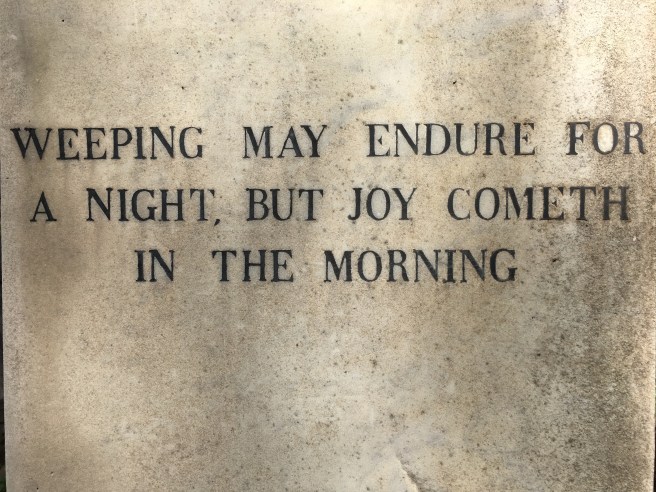 WEEPING MAY ENDURE FOR
A NIGHT, BUT JOY COMETH
IN THE MORNING